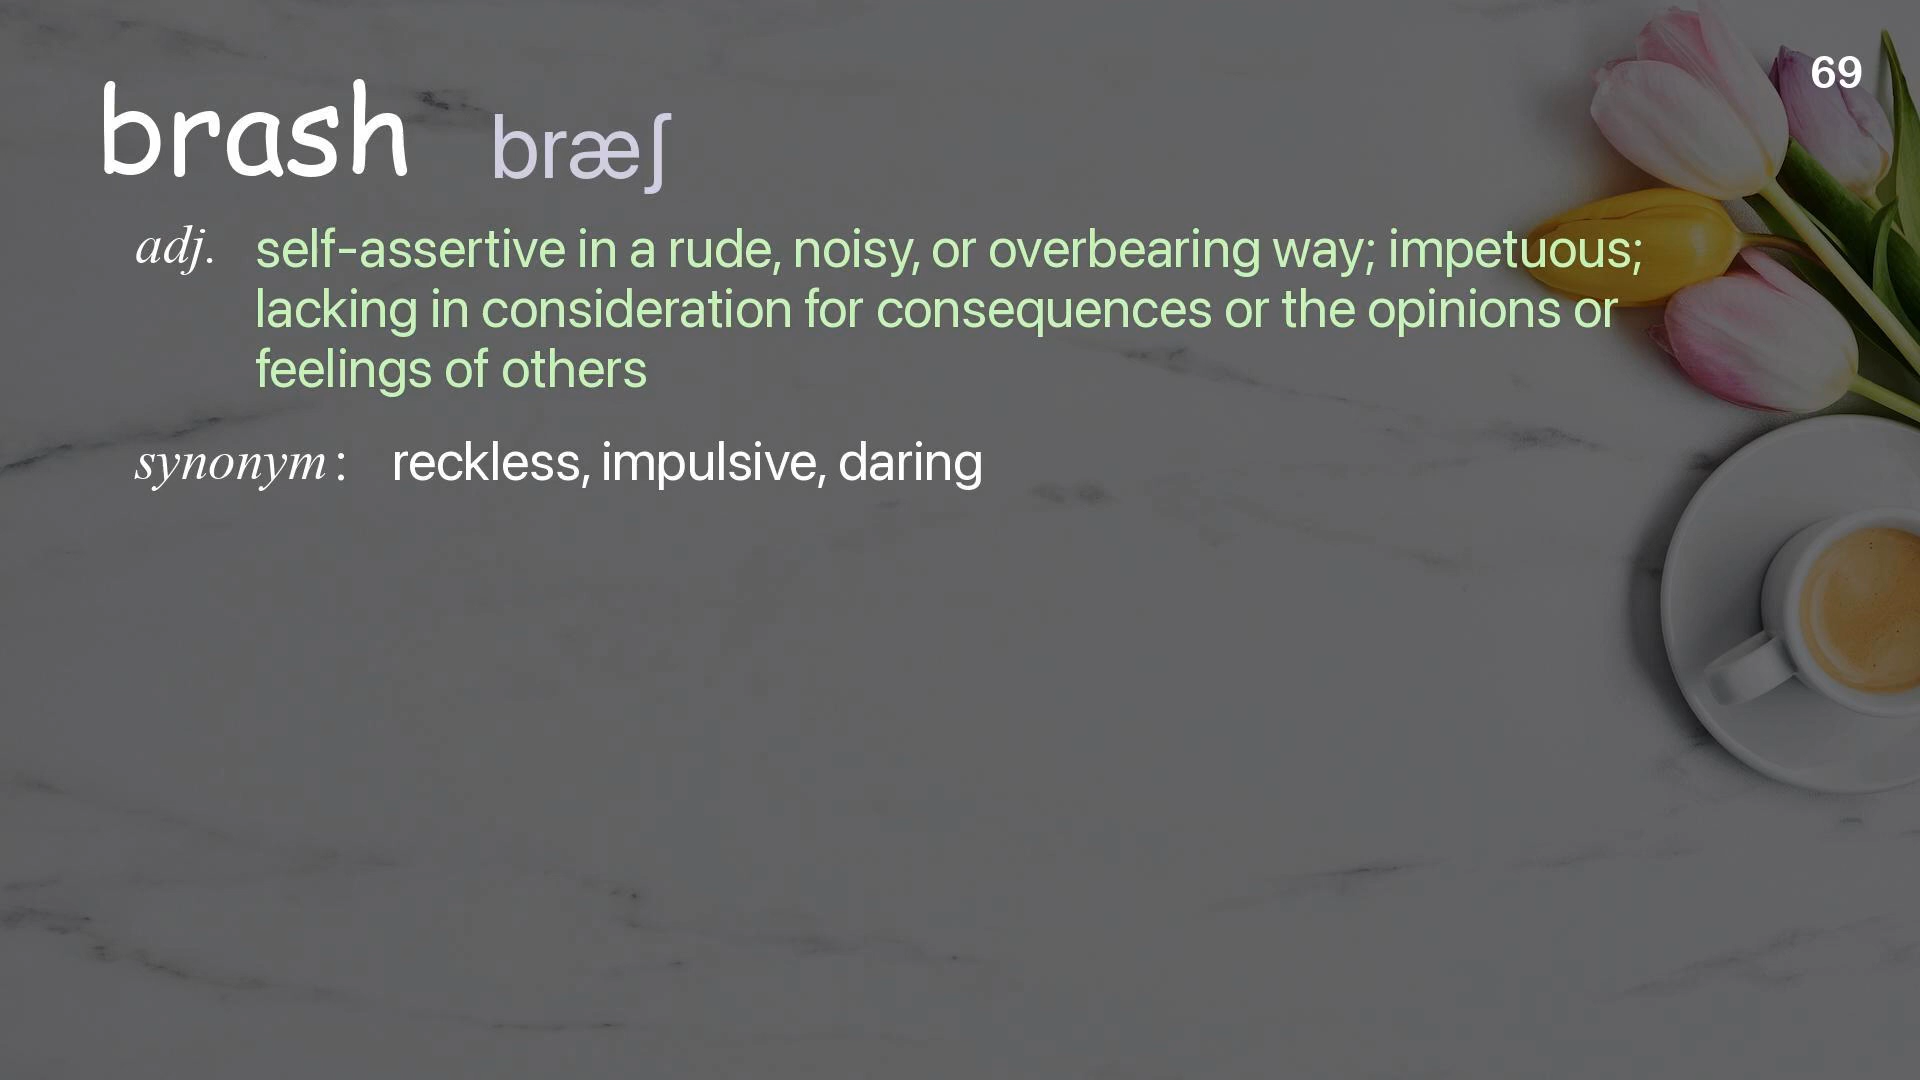 69
brash bræʃ
adj. self-assertive in a rude, noisy, or overbearing way; impetuous;
lacking in consideration for consequences or the opinions or
feelings of others
synonym : reckless, impulsive, daring